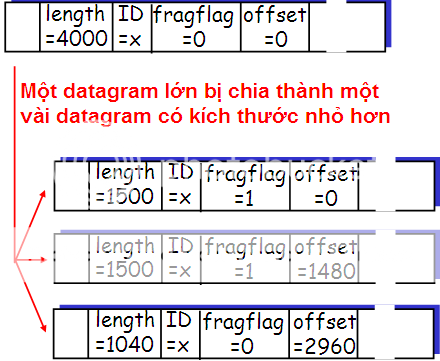 length ID fragflag offset
=4000 =x =0 =0
Một datagram lớn bị chia thành một
vài datagram có kích thước nhỏ hơn
length ID fragflag offset
=1500 =x =1 =0
length ID fragflag offset
=1500 =x =1 =1480
length ID fragflag offset
=1040 =x =0 =2960